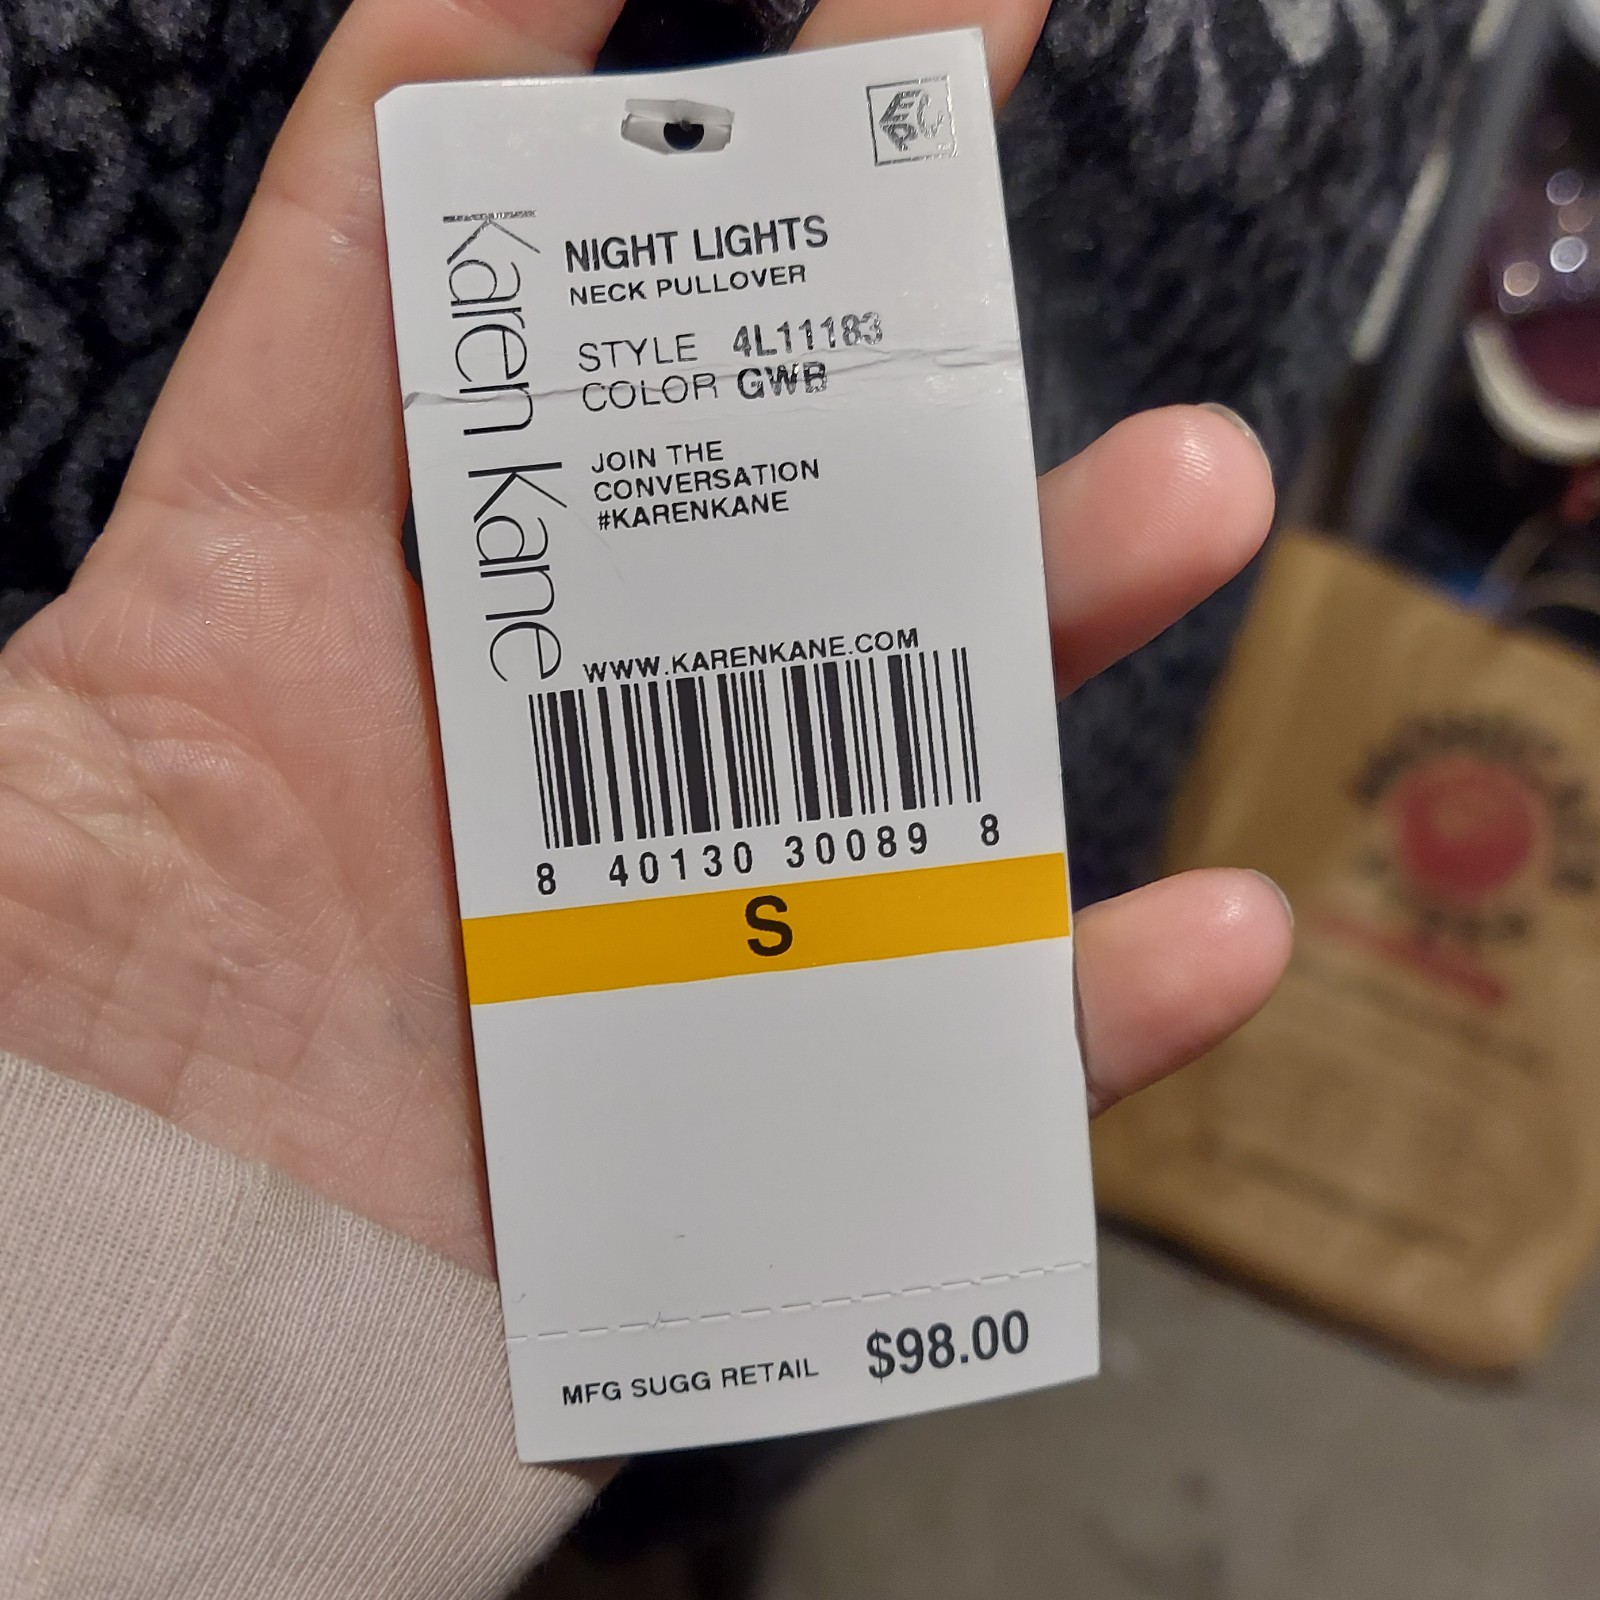 Karen Kane
NIGHT LIGHTS
NECK PULLOVER
STYLE 4L11183
COLOR GWB
JOIN THE
CONVERSATION
#KARENKANE
WWW.KARENKANE.COM
8 40130 30089 8
S
MFG SUGG RETAIL $98.00